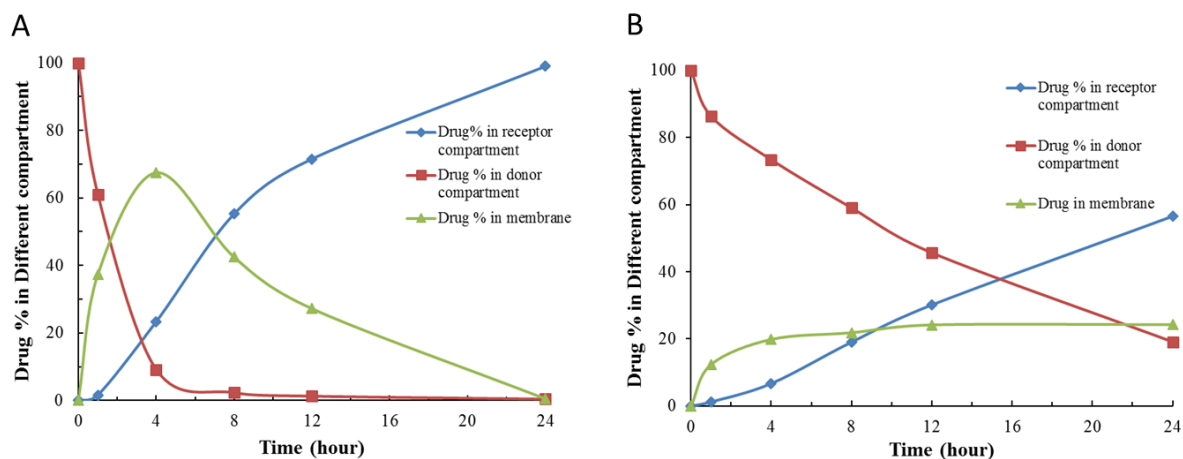 A
Drug % in Different compartment
100
80
60
40
20
0
0
4
8
12
16
20
24
Time (hour)
Drug% in receptor
compartment
Drug % in donor
compartment
Drug % in membrane
B
Drug % in Different compartment
100
80
60
40
20
0
0
4
8
12
16
20
24
Time (hour)
Drug % in receptor
compartment
Drug % in donor
compartment
Drug in membrane